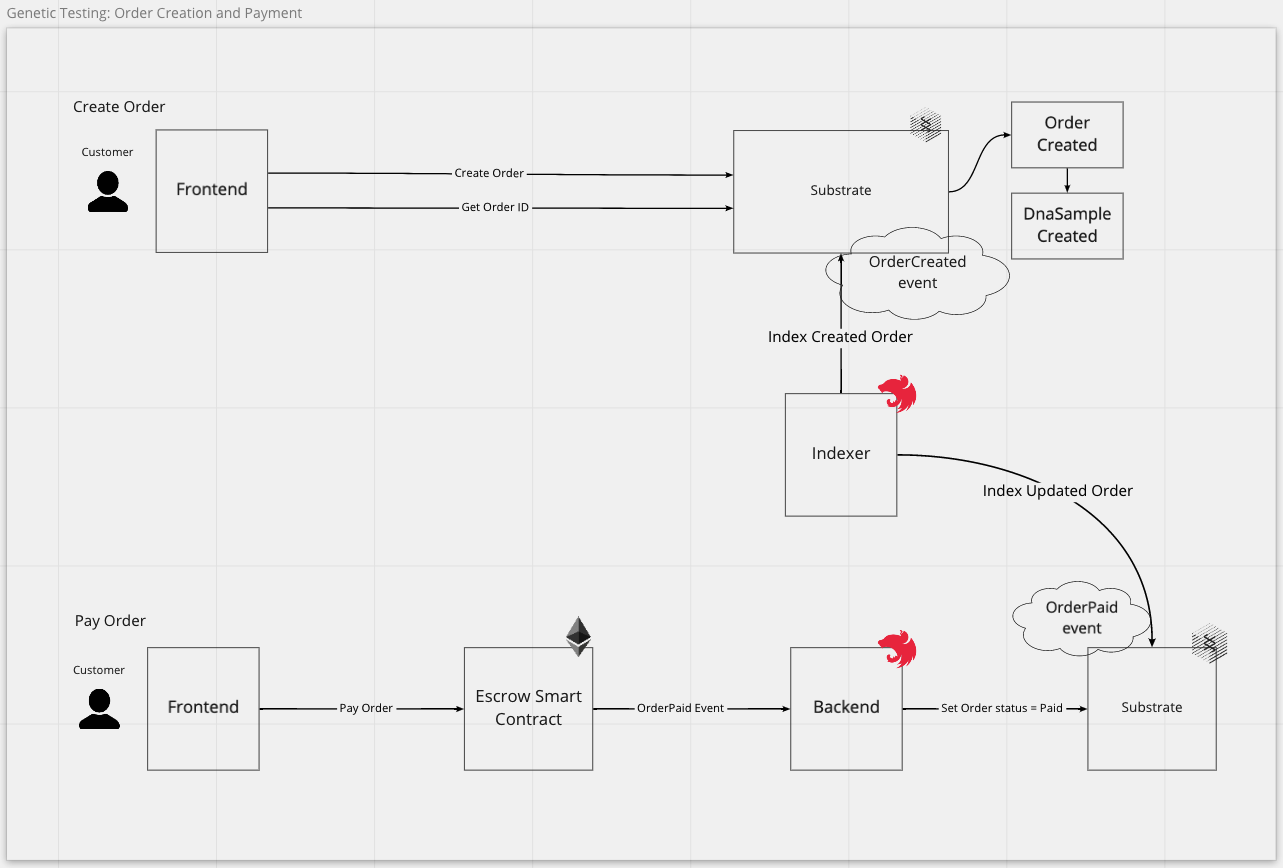 Genetic Testing: Order Creation and Payment
Create Order
Customer
Frontend
Create Order
Get Order ID
Substrate
Order
Created
DnaSample
Created
OrderCreated
event
Index Created Order
Indexer
Index Updated Order
OrderPaid
event
Pay Order
Customer
Frontend
Pay Order
Escrow Smart
Contract
OrderPaid Event
Backend
Set Order status = Paid
Substrate